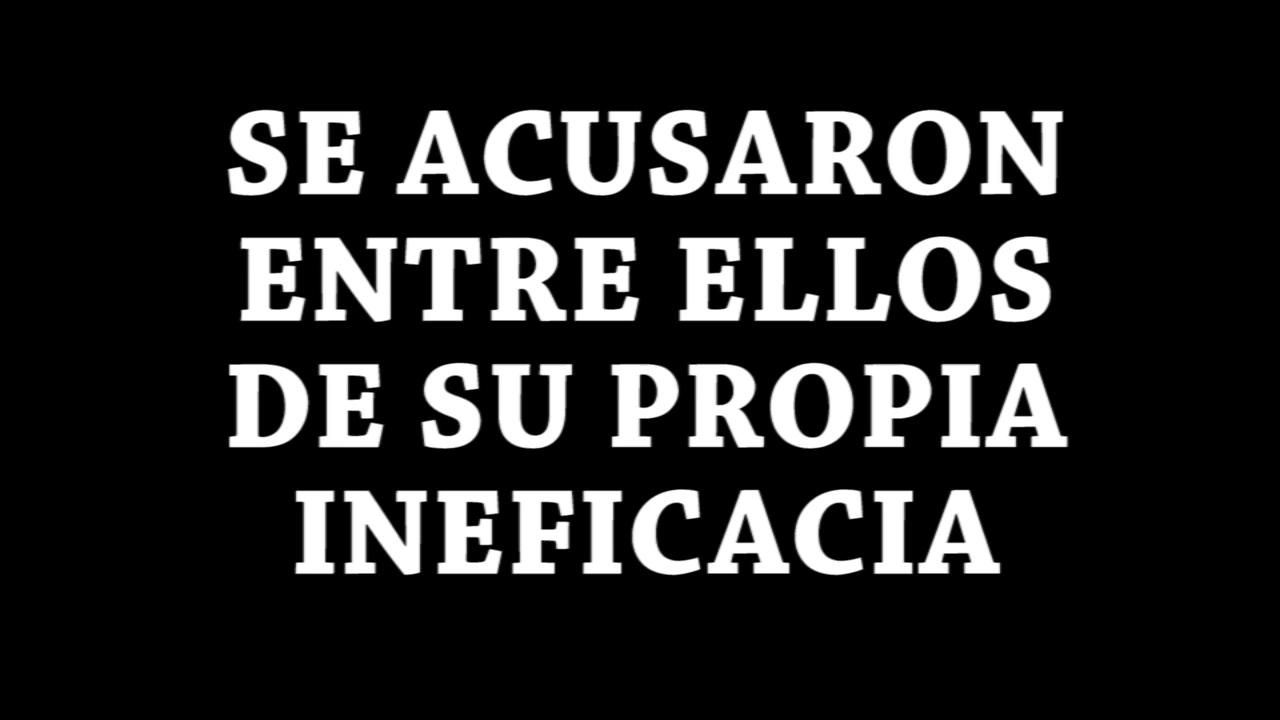 SE ACUSARON
ENTRE ELLOS
DE SU PROPIA
INEFICACIA